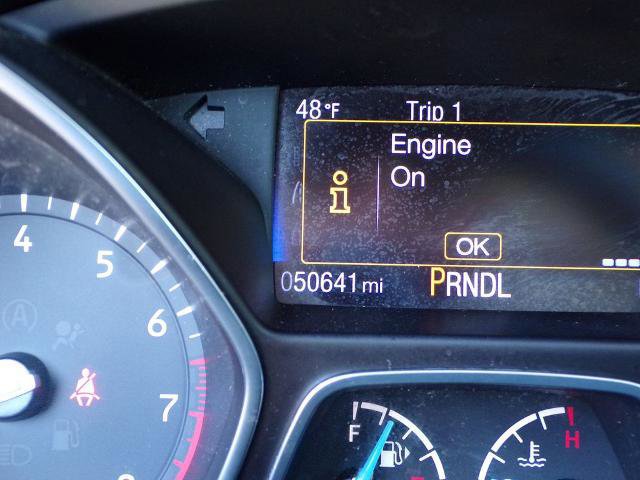 48°F Trip 1
Engine
On
OK
050641 mi PRNDL
4
5
6
7
F
H